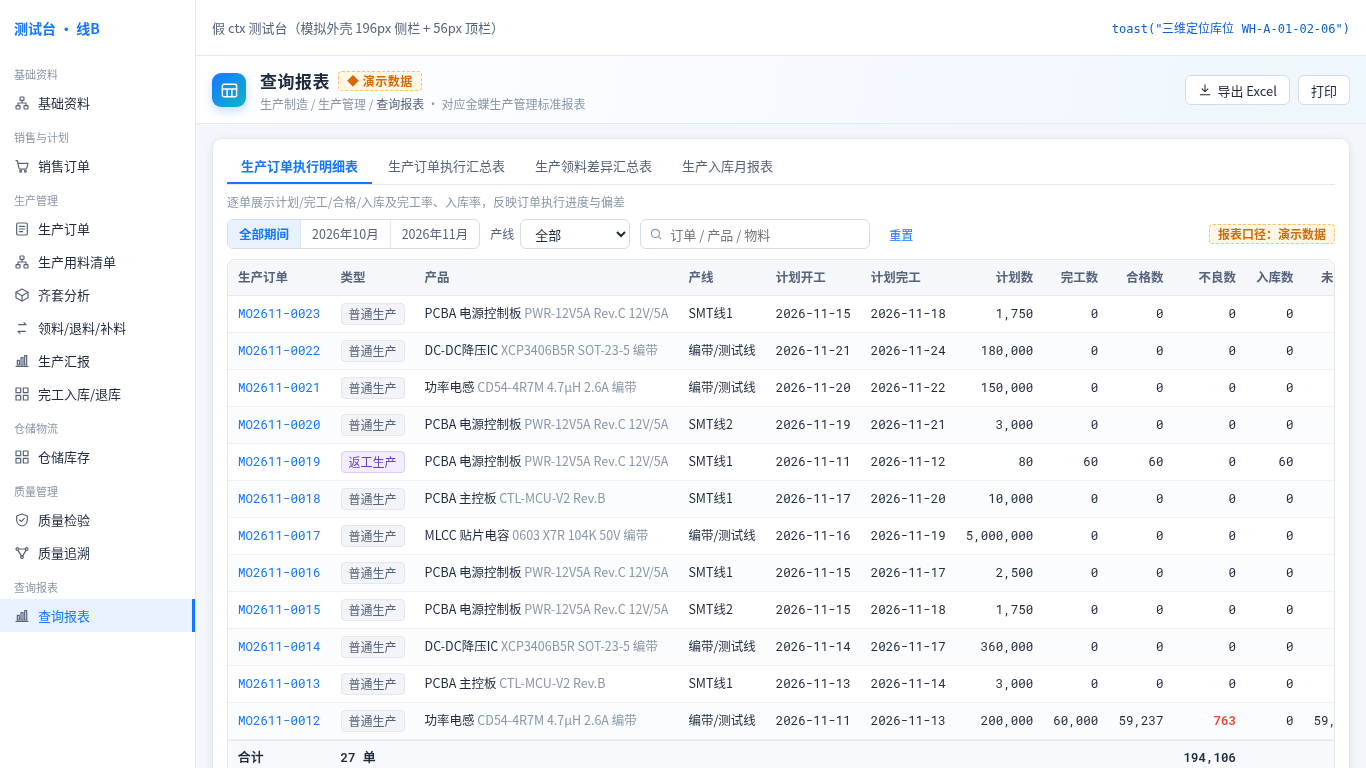 测试台 · 线B
基础资料
基础资料
销售与计划
销售订单
生产管理
生产订单
生产用料清单
齐套分析
领料/退料/补料
生产汇报
完工入库/退库
仓储物流
仓储库存
质量管理
质量检验
质量追溯
查询报表
查询报表
假 ctx 测试台（模拟外壳 196px 侧栏 + 56px 顶栏） toast("三维定位库位 WH-A-01-02-06")
查询报表 ◆ 演示数据
生产制造 / 生产管理 / 查询报表 · 对应金蝶生产管理标准报表
导出 Excel 打印
生产订单执行明细表 生产订单执行汇总表 生产领料差异汇总表 生产入库月报表
逐单展示计划/完工/合格/入库及完工率、入库率，反映订单执行进度与偏差
全部期间 2026年10月 2026年11月 产线 全部 订单 / 产品 / 物料 重置 报表口径：演示数据
生产订单 类型 产品 产线 计划开工 计划完工 计划数 完工数 合格数 不良数 入库数 未
MO2611-0023 普通生产 PCBA 电源控制板 PWR-12V5A Rev.C 12V/5A SMT线1 2026-11-15 2026-11-18 1,750 0 0 0 0
MO2611-0022 普通生产 DC-DC降压IC XCP3406B5R SOT-23-5 编带 编带/测试线 2026-11-21 2026-11-24 180,000 0 0 0 0
MO2611-0021 普通生产 功率电感 CD54-4R7M 4.7μH 2.6A 编带 编带/测试线 2026-11-20 2026-11-22 150,000 0 0 0 0
MO2611-0020 普通生产 PCBA 电源控制板 PWR-12V5A Rev.C 12V/5A SMT线2 2026-11-19 2026-11-21 3,000 0 0 0 0
MO2611-0019 返工生产 PCBA 电源控制板 PWR-12V5A Rev.C 12V/5A SMT线1 2026-11-11 2026-11-12 80 60 60 0 60
MO2611-0018 普通生产 PCBA 主控板 CTL-MCU-V2 Rev.B SMT线1 2026-11-17 2026-11-20 10,000 0 0 0 0
MO2611-0017 普通生产 MLCC 贴片电容 0603 X7R 104K 50V 编带 编带/测试线 2026-11-16 2026-11-19 5,000,000 0 0 0 0
MO2611-0016 普通生产 PCBA 电源控制板 PWR-12V5A Rev.C 12V/5A SMT线1 2026-11-15 2026-11-17 2,500 0 0 0 0
MO2611-0015 普通生产 PCBA 电源控制板 PWR-12V5A Rev.C 12V/5A SMT线2 2026-11-15 2026-11-18 1,750 0 0 0 0
MO2611-0014 普通生产 DC-DC降压IC XCP3406B5R SOT-23-5 编带 编带/测试线 2026-11-14 2026-11-17 360,000 0 0 0 0
MO2611-0013 普通生产 PCBA 主控板 CTL-MCU-V2 Rev.B SMT线1 2026-11-13 2026-11-14 3,000 0 0 0 0
MO2611-0012 普通生产 功率电感 CD54-4R7M 4.7μH 2.6A 编带 编带/测试线 2026-11-11 2026-11-13 200,000 60,000 59,237 763 0 59,
合计 27 单 194,106